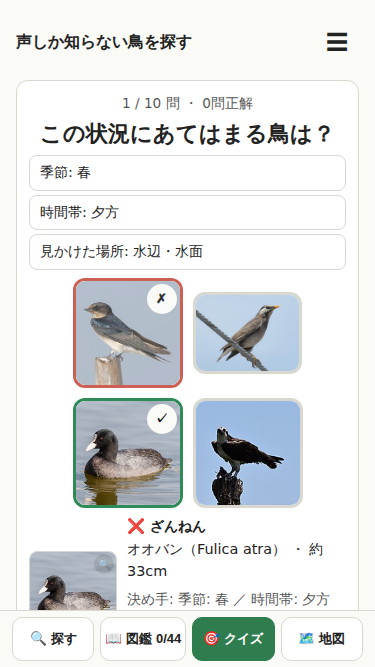 声しか知らない鳥を探す
☰
1 / 10 問 ・ 0問正解
この状況にあてはまる鳥は？
季節: 春
時間帯: 夕方
見かけた場所: 水辺・水面
✗
✓
❌ ざんねん
オオバン（Fulica atra） ・ 約
33cm
決め手: 季節: 春 ／ 時間帯: 夕方
🔍 探す
📖 図鑑 0/44
🎯 クイズ
🗺️ 地図